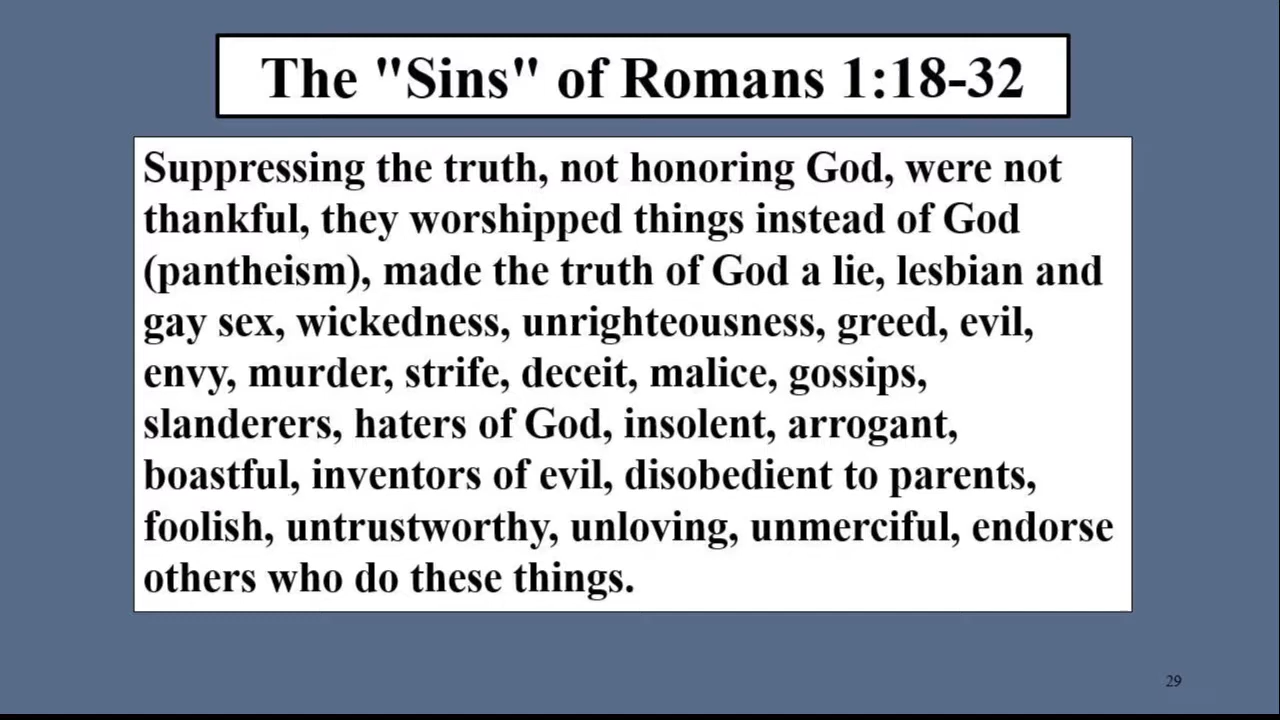 The "Sins" of Romans 1:18-32
Suppressing the truth, not honoring God, were not
thankful, they worshipped things instead of God
(pantheism), made the truth of God a lie, lesbian and
gay sex, wickedness, unrighteousness, greed, evil,
envy, murder, strife, deceit, malice, gossips,
slanderers, haters of God, insolent, arrogant,
boastful, inventors of evil, disobedient to parents,
foolish, untrustworthy, unloving, unmerciful, endorse
others who do these things.
29